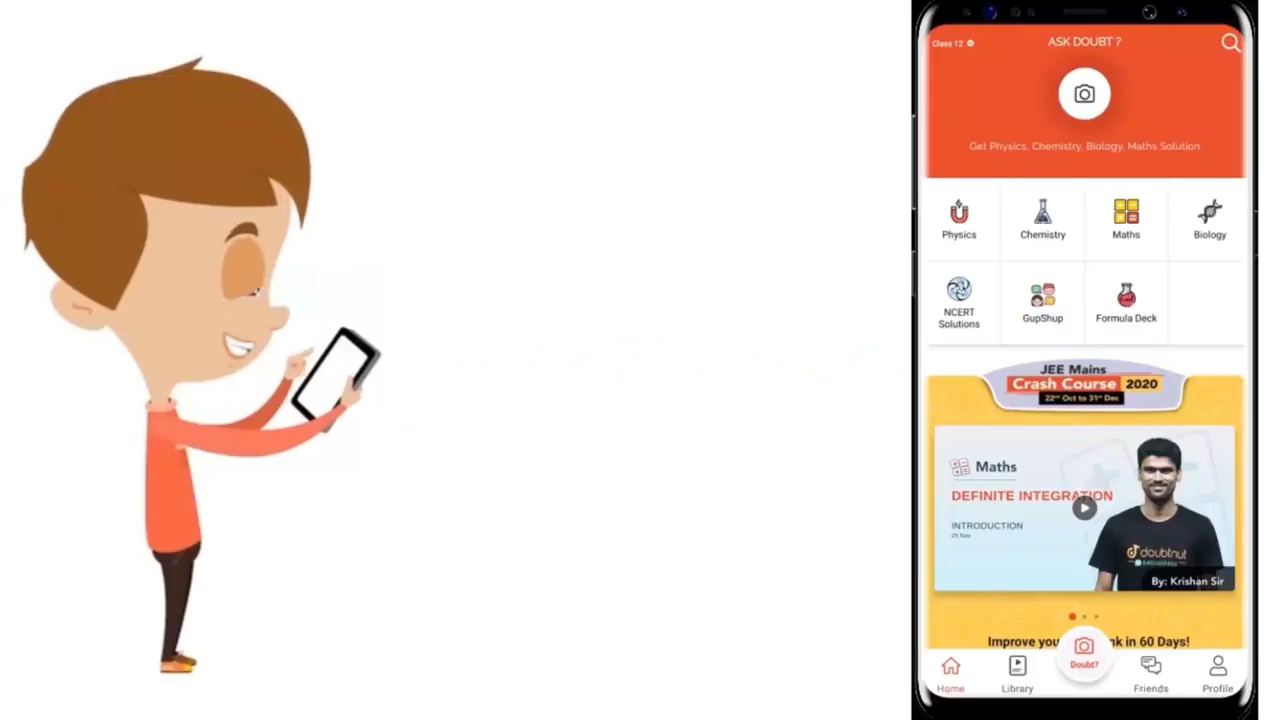 Class 12
ASK DOUBT ?
Get Physics, Chemistry, Biology, Maths Solution
Physics
Chemistry
Maths
Biology
NCERT
Solutions
GupShup
Formula Deck
JEE Mains
Crash Course 2020
22nd Oct to 31st Dec
Maths
DEFINITE INTEGRATION
INTRODUCTION
doubtnut
By: Krishan Sir
Improve you nk in 60 Days!
Doubt?
Home
Library
Friends
Profile